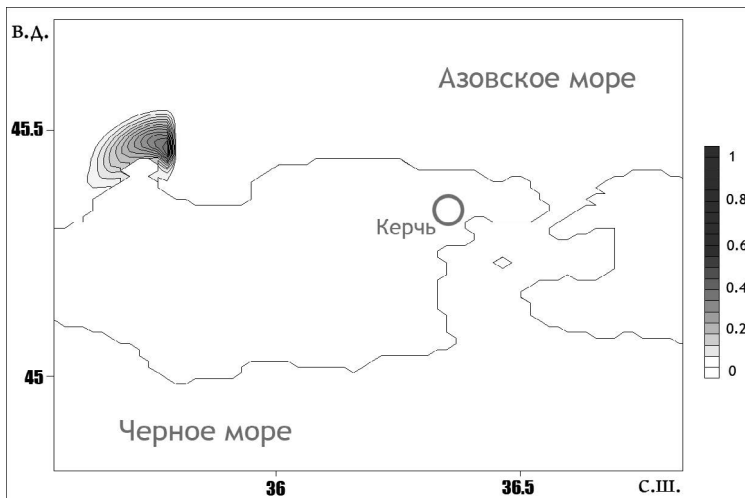 В.Д.
Азовское море
45.5
1
0.8
Керчь
0.6
0.4
0.2
45
0
Черное море
36
36.5
С.Ш.